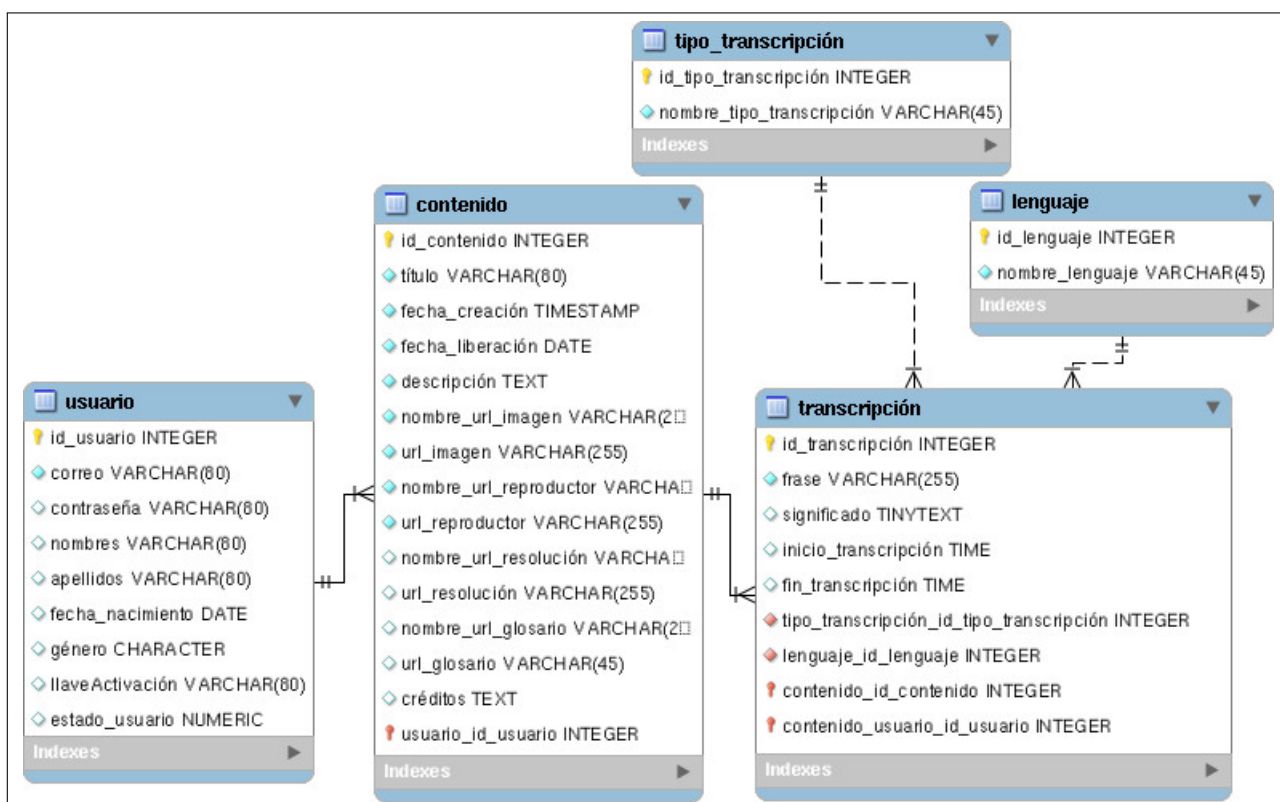 tipo_transcripción
id_tipo_transcripción INTEGER
nombre_tipo_transcripción VARCHAR(45)
Indexes
lenguaje
id_lenguaje INTEGER
nombre_lenguaje VARCHAR(45)
Indexes
contenido
id_contenido INTEGER
título VARCHAR(80)
fecha_creación TIMESTAMP
fecha_liberación DATE
descripción TEXT
nombre_url_imagen VARCHAR(2
url_imagen VARCHAR(255)
nombre_url_reproductor VARCHA
url_reproductor VARCHAR(255)
nombre_url_resolución VARCHA
url_resolución VARCHAR(255)
nombre_url_glosario VARCHAR(2
url_glosario VARCHAR(45)
créditos TEXT
usuario_id_usuario INTEGER
Indexes
usuario
id_usuario INTEGER
correo VARCHAR(80)
contraseña VARCHAR(80)
nombres VARCHAR(80)
apellidos VARCHAR(80)
fecha_nacimiento DATE
género CHARACTER
llaveActivación VARCHAR(80)
estado_usuario NUMERIC
Indexes
transcripción
id_transcripción INTEGER
frase VARCHAR(255)
significado TINYTEXT
inicio_transcripción TIME
fin_transcripción TIME
tipo_transcripción_id_tipo_transcripción INTEGER
lenguaje_id_lenguaje INTEGER
contenido_id_contenido INTEGER
contenido_usuario_id_usuario INTEGER
Indexes